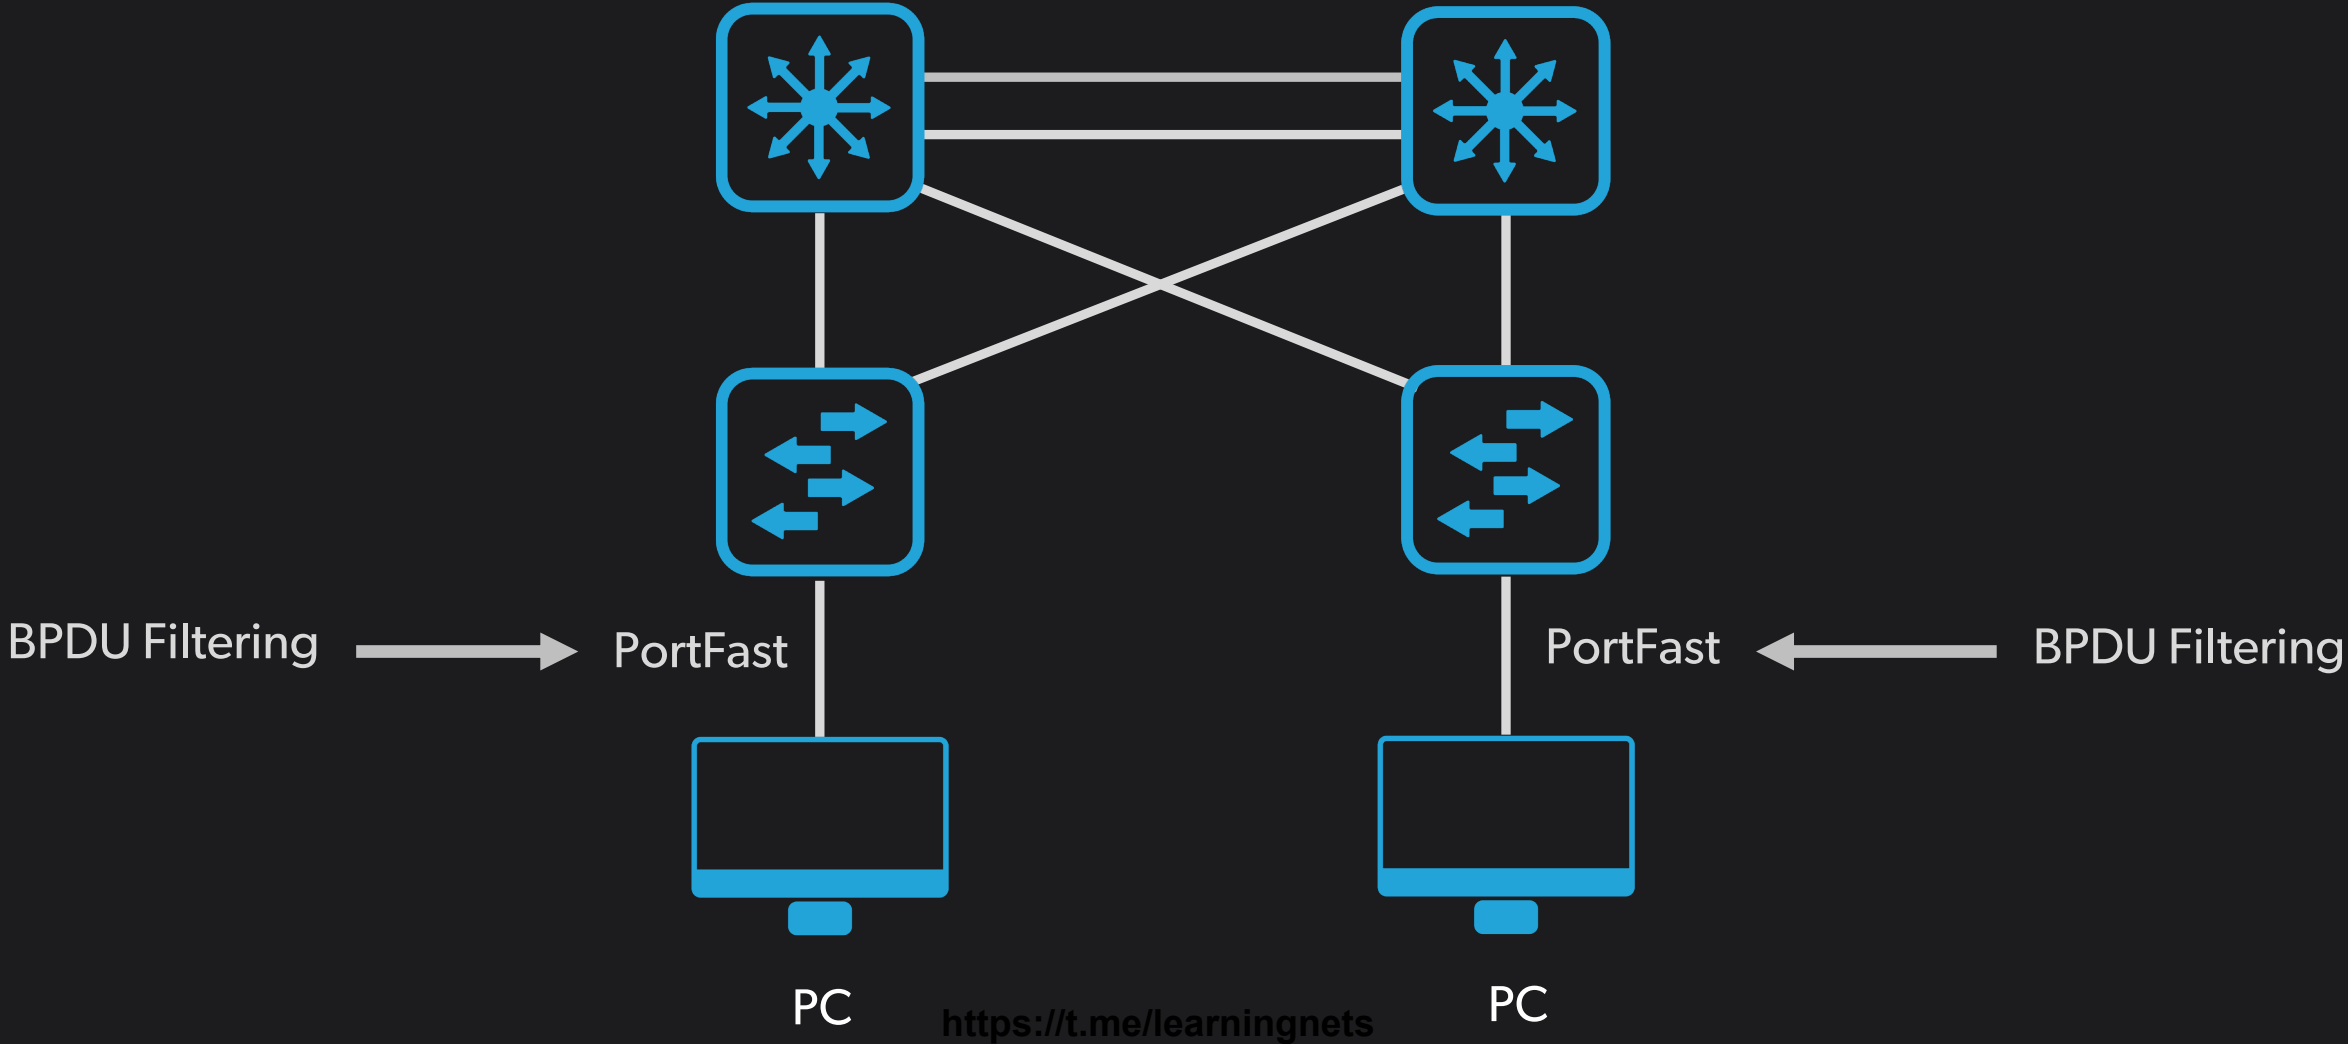 BPDU Filtering
PortFast
PortFast
BPDU Filtering
PC
PC
https://t.me/learningnets